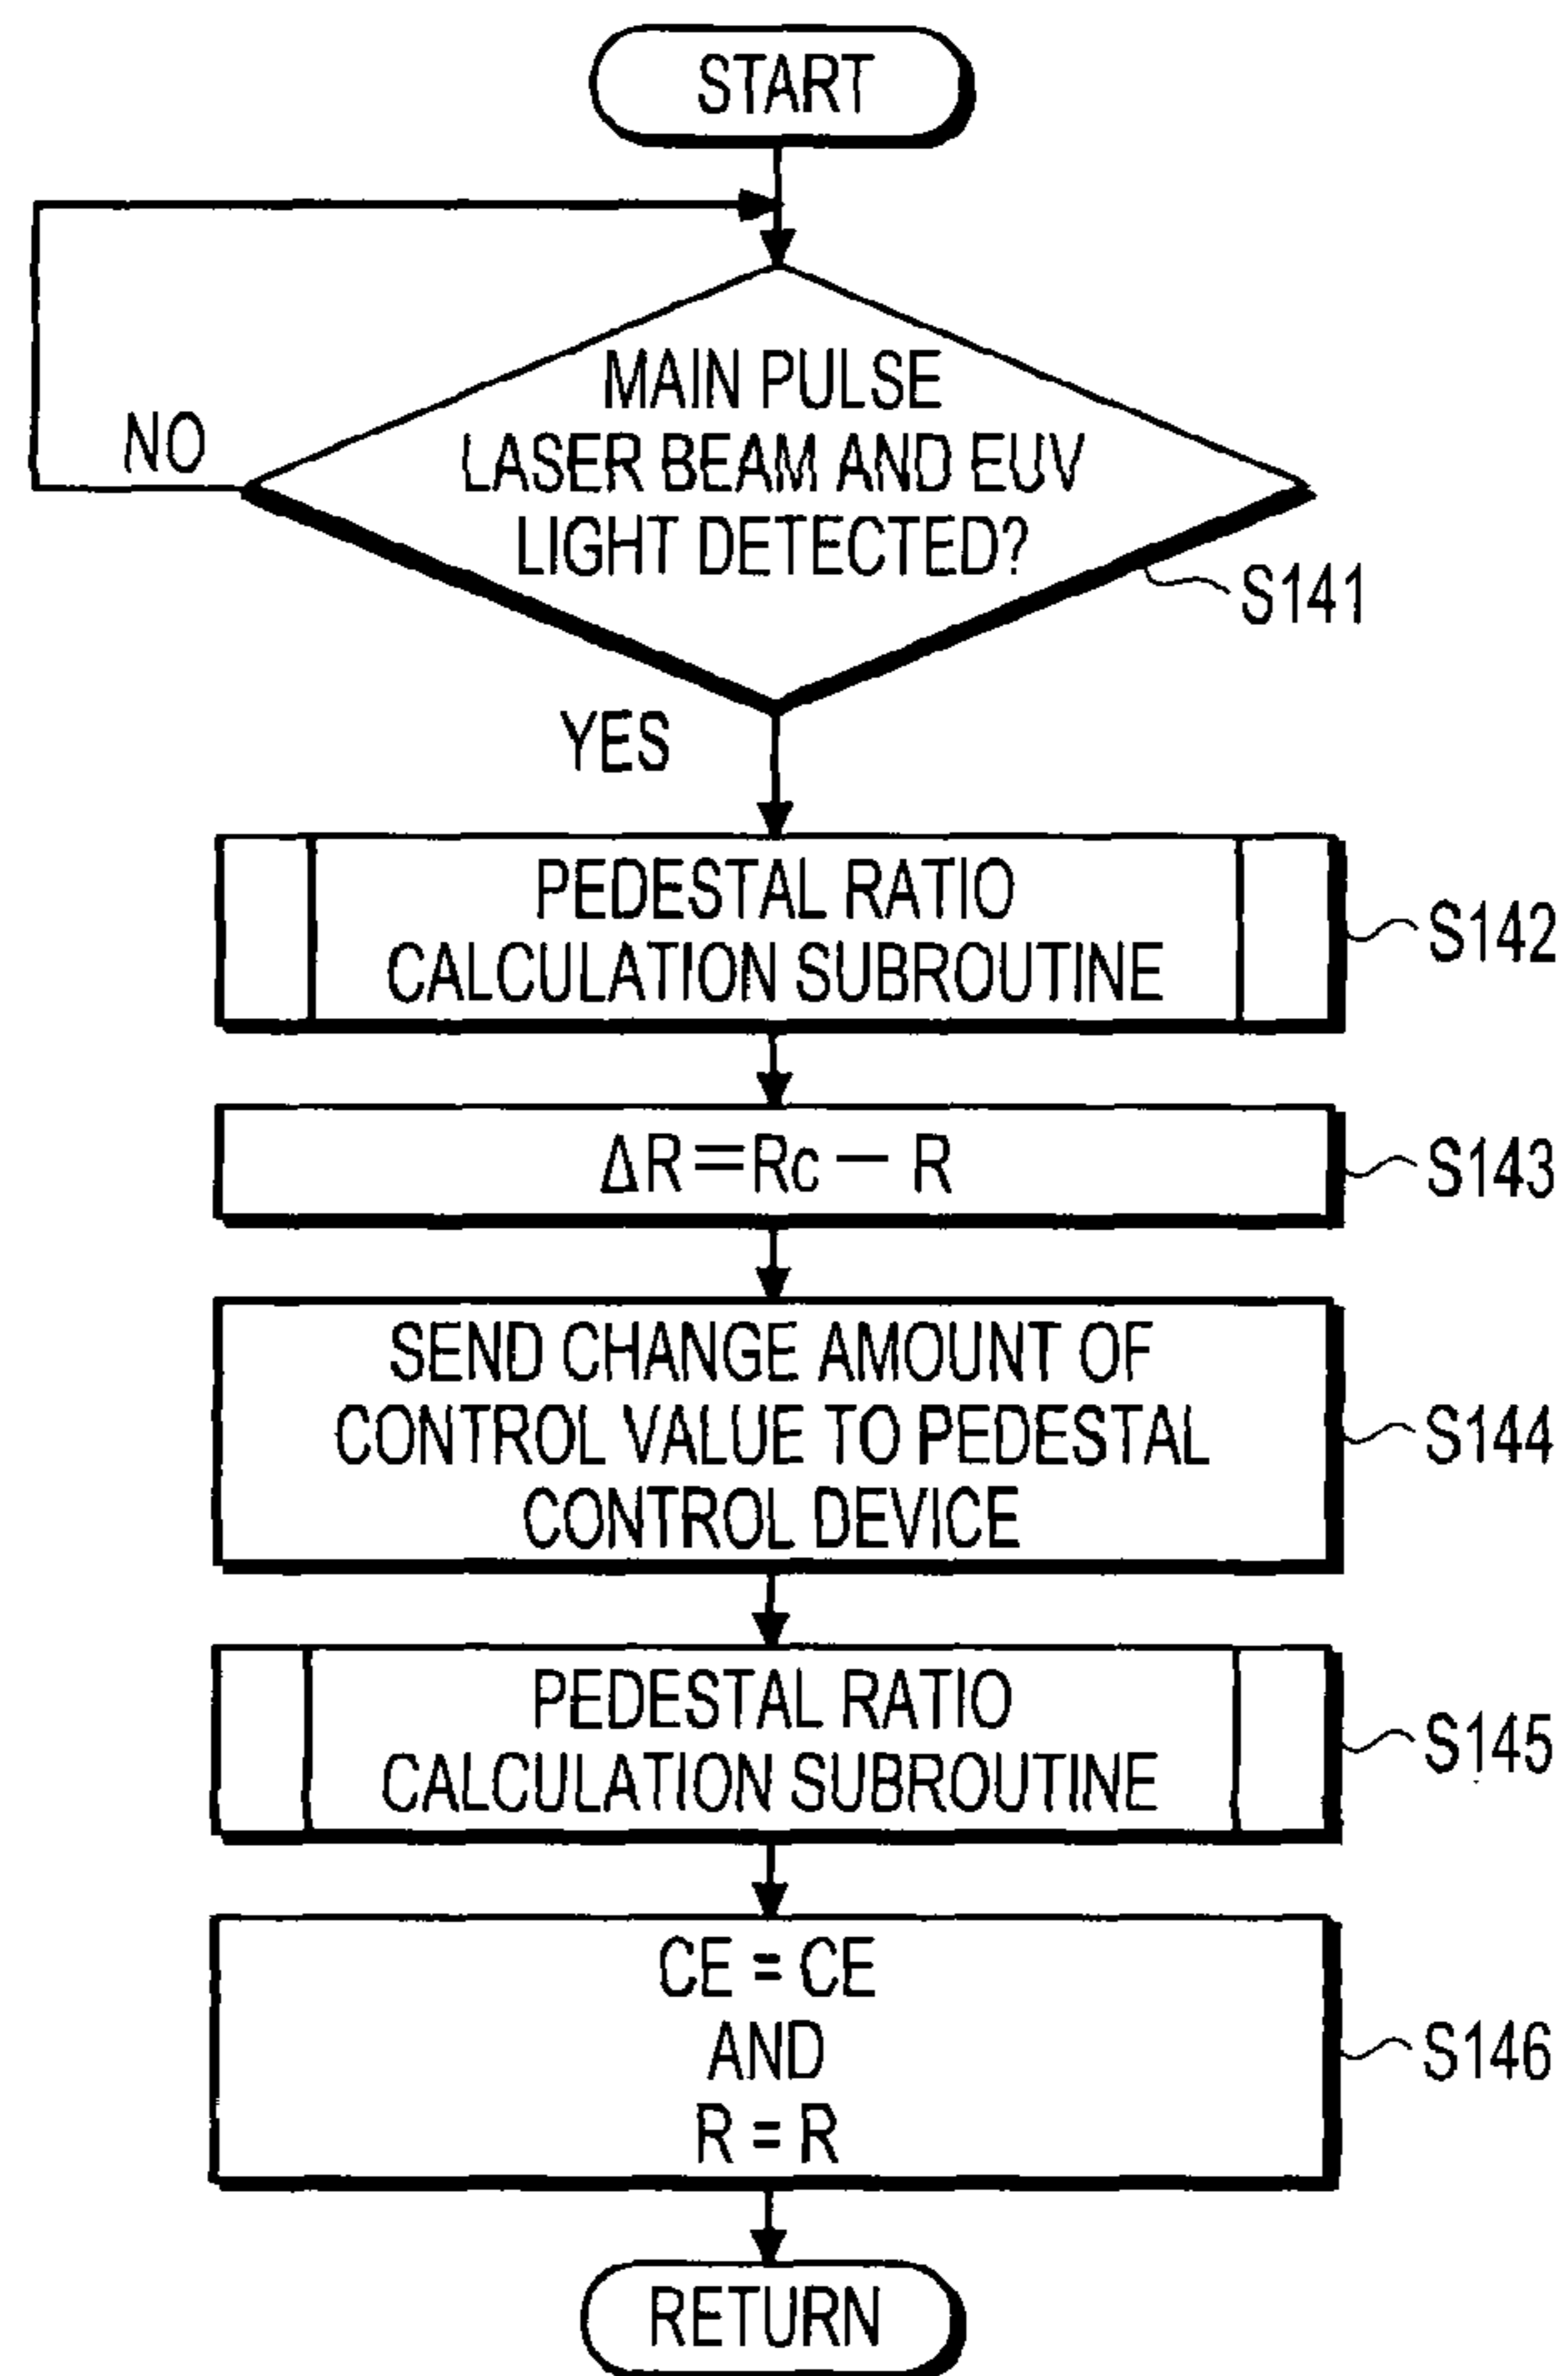 START
MAIN PULSE
LASER BEAM AND EUV
LIGHT DETECTED?
NO
S141
YES
PEDESTAL RATIO
CALCULATION SUBROUTINE
S142
ΔR=Rc− R
S143
SEND CHANGE AMOUNT OF
CONTROL VALUE TO PEDESTAL
CONTROL DEVICE
S144
PEDESTAL RATIO
CALCULATION SUBROUTINE
S145
CE = CE
AND
R = R
S146
RETURN